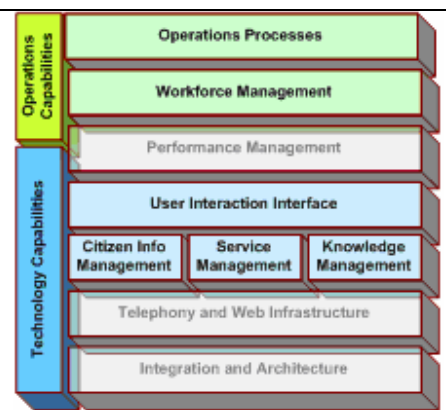 Operations
Capabilities
Operations Processes
Workforce Management
Performance Management
Technology Capabilities
User Interaction Interface
Citizen Info
Management
Service
Management
Knowledge
Management
Telephony and Web Infrastructure
Integration and Architecture